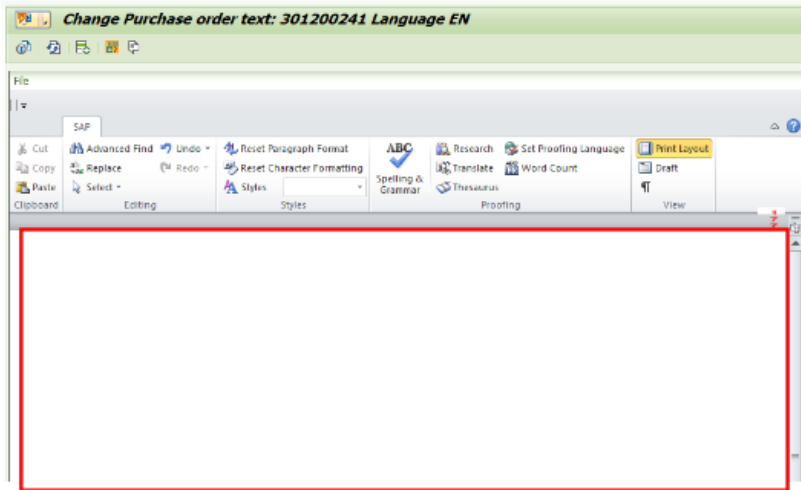 Change Purchase order text: 301200241 Language EN
File
SAP
Cut Advanced Find Undo Reset Paragraph Format ABC Research Set Proofing Language Print Layout
Copy Replace Redo Reset Character Formatting Spelling & Grammar Translate Word Count Draft
Paste Select Styles Thesaurus ¶
Clipboard Editing Styles Proofing View